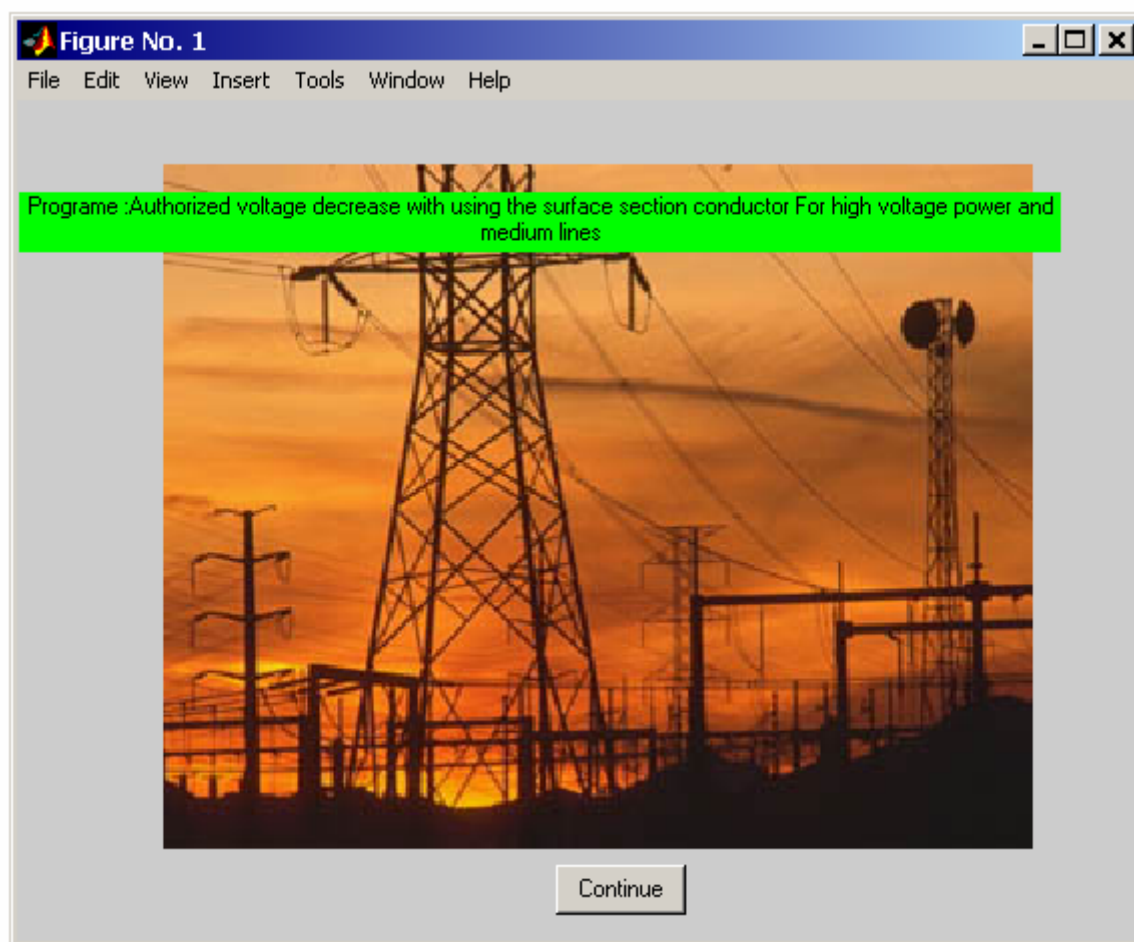 Figure No. 1
File Edit View Insert Tools Window Help
Programe :Authorized voltage decrease with using the surface section conductor For high voltage power and
medium lines
Continue